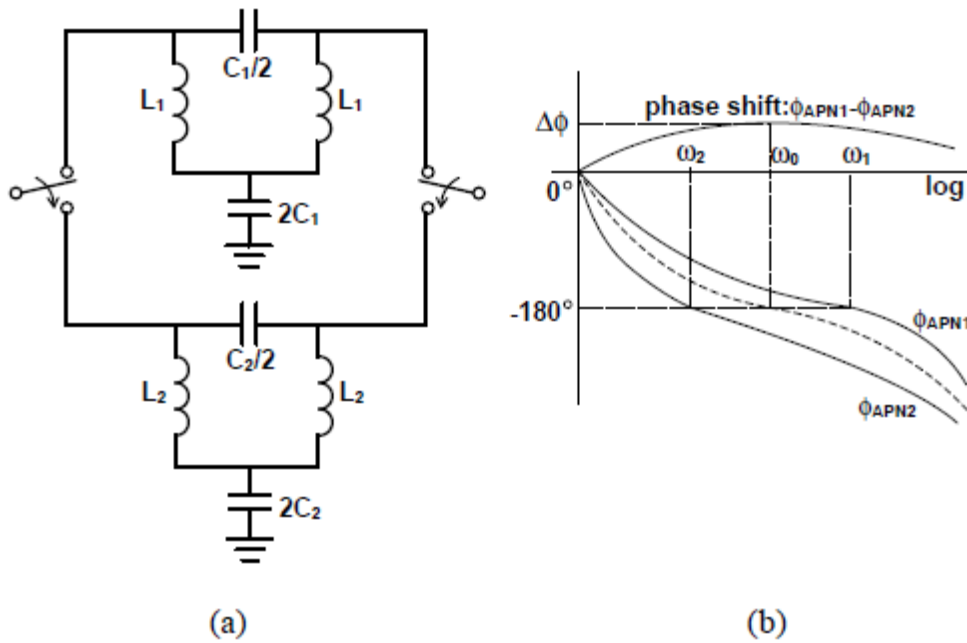 C₁/2
L₁
L₁
2C₁
C₂/2
L₂
L₂
2C₂
(a)
phase shift:ϕAPN1-ϕAPN2
Δϕ
ω₂
ω₀
ω₁
0°
log
-180°
ϕAPN1
ϕAPN2
(b)